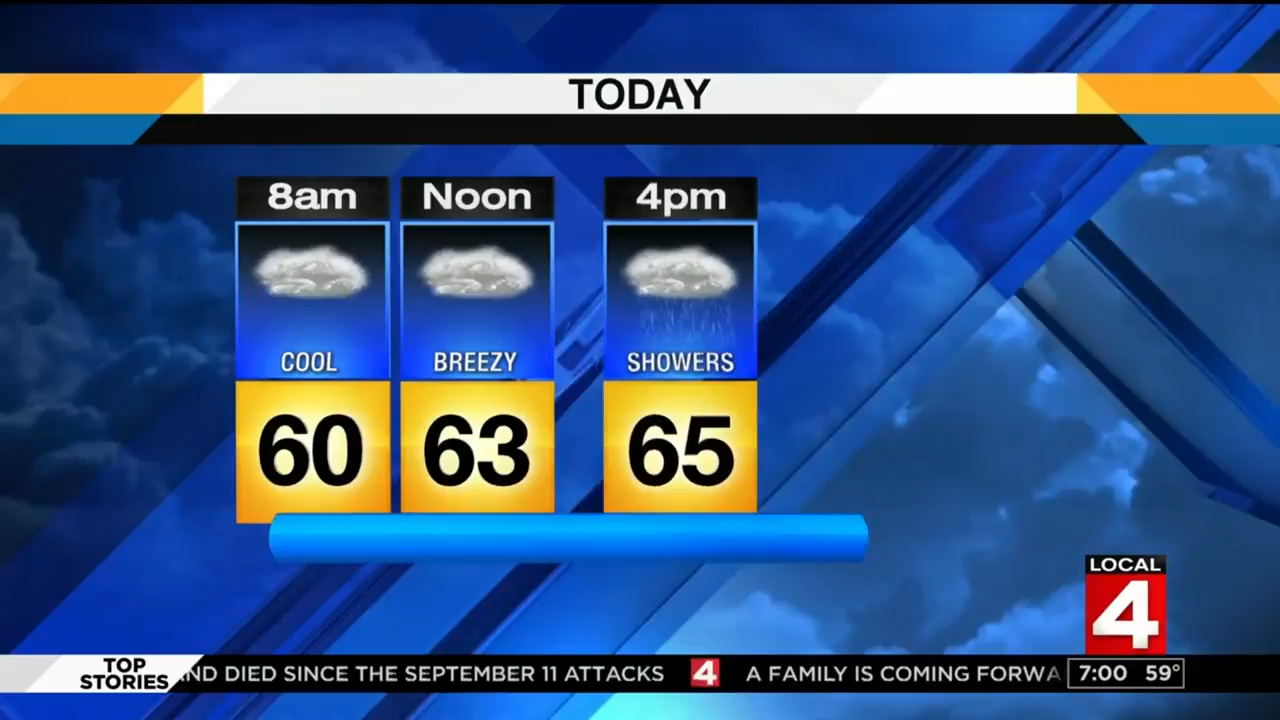 TODAY
8am
Noon
4pm
COOL
BREEZY
SHOWERS
60
63
65
LOCAL
4
TOP
STORIES
ND DIED SINCE THE SEPTEMBER 11 ATTACKS 4 A FAMILY IS COMING FORWA
7:00 59°